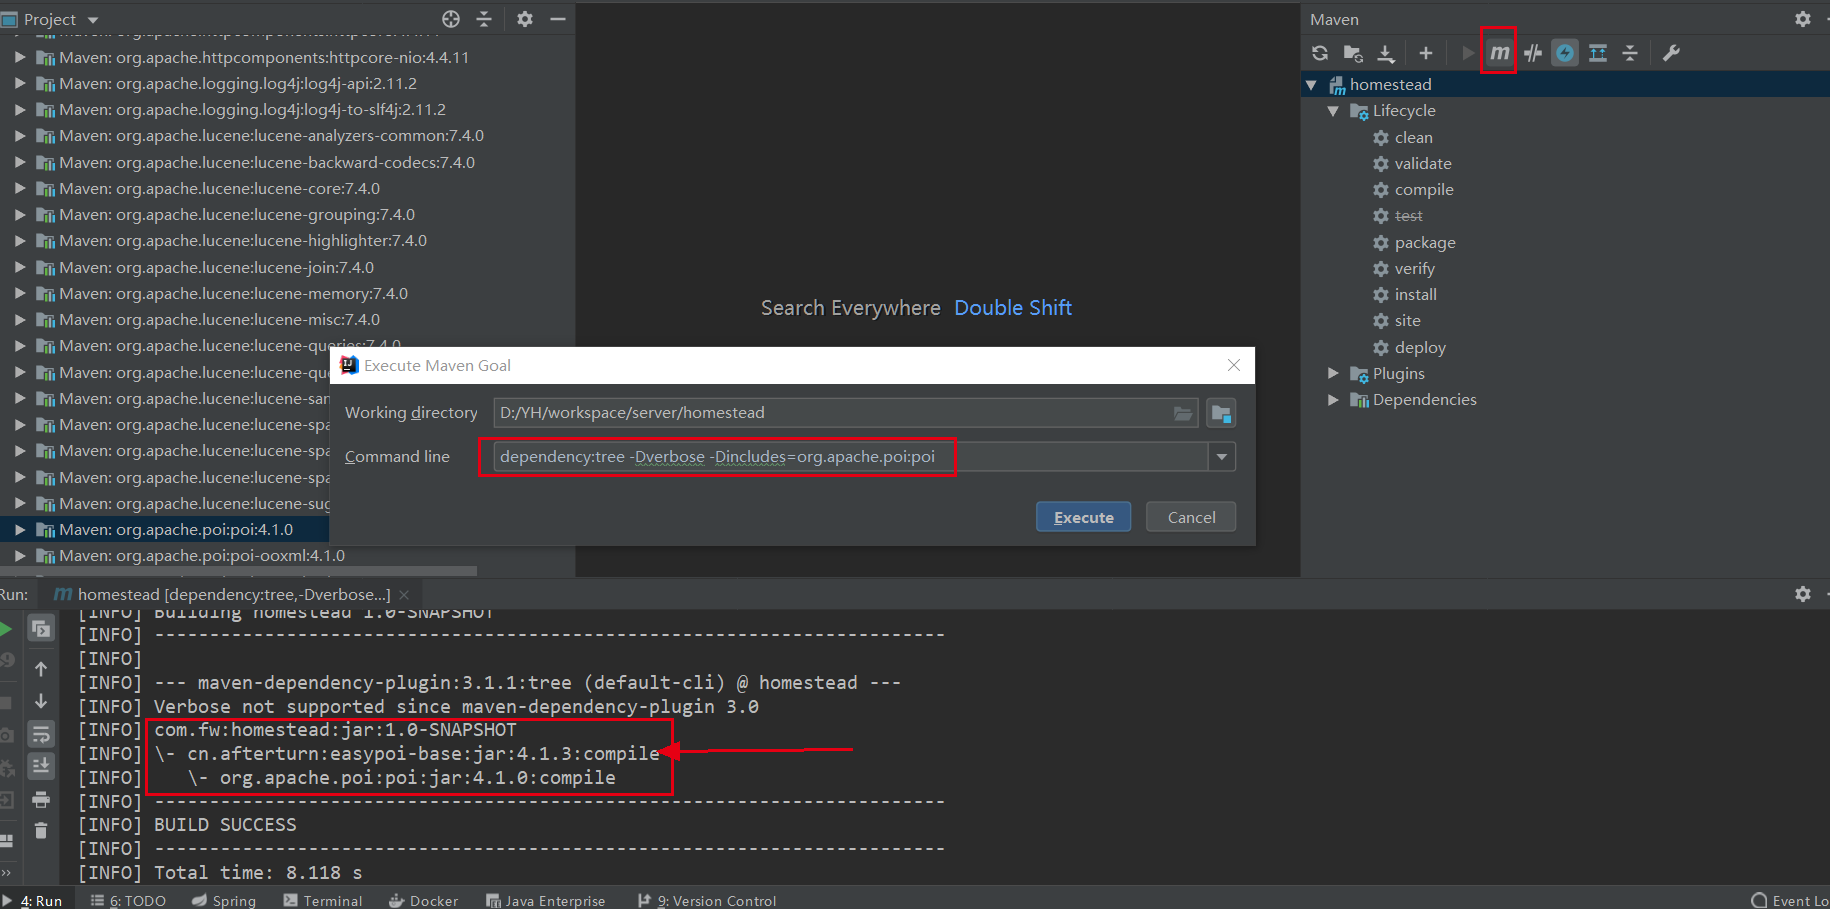 Project
Maven: org.apache.httpcomponents:httpcore-nio:4.4.11
Maven: org.apache.logging.log4j:log4j-api:2.11.2
Maven: org.apache.logging.log4j:log4j-to-slf4j:2.11.2
Maven: org.apache.lucene:lucene-analyzers-common:7.4.0
Maven: org.apache.lucene:lucene-backward-codecs:7.4.0
Maven: org.apache.lucene:lucene-core:7.4.0
Maven: org.apache.lucene:lucene-grouping:7.4.0
Maven: org.apache.lucene:lucene-highlighter:7.4.0
Maven: org.apache.lucene:lucene-join:7.4.0
Maven: org.apache.lucene:lucene-memory:7.4.0
Maven: org.apache.lucene:lucene-misc:7.4.0
Maven: org.apache.lucene:lucene-queries:7.4.0
Maven: org.apache.lucene:lucene-qu
Maven: org.apache.lucene:lucene-san
Maven: org.apache.lucene:lucene-spa
Maven: org.apache.lucene:lucene-spa
Maven: org.apache.lucene:lucene-spa
Maven: org.apache.lucene:lucene-sug
Maven: org.apache.poi:poi:4.1.0
Maven: org.apache.poi:poi-ooxml:4.1.0
Search Everywhere Double Shift
Execute Maven Goal
Working directory D:/YH/workspace/server/homestead
Command line dependency:tree -Dverbose -Dincludes=org.apache.poi:poi
Execute Cancel
Maven
m
homestead
Lifecycle
clean
validate
compile
test
package
verify
install
site
deploy
Plugins
Dependencies
Run: m homestead [dependency:tree,-Dverbose...]
[INFO] Building homestead 1.0-SNAPSHOT
[INFO] ------------------------------------------------------------------------
[INFO]
[INFO] --- maven-dependency-plugin:3.1.1:tree (default-cli) @ homestead ---
[INFO] Verbose not supported since maven-dependency-plugin 3.0
[INFO] com.fw:homestead:jar:1.0-SNAPSHOT
[INFO] \- cn.afterturn:easypoi-base:jar:4.1.3:compile
[INFO]    \- org.apache.poi:poi:jar:4.1.0:compile
[INFO] ------------------------------------------------------------------------
[INFO] BUILD SUCCESS
[INFO] ------------------------------------------------------------------------
[INFO] Total time: 8.118 s
4: Run 6: TODO Spring Terminal Docker Java Enterprise 9: Version Control Event Lo